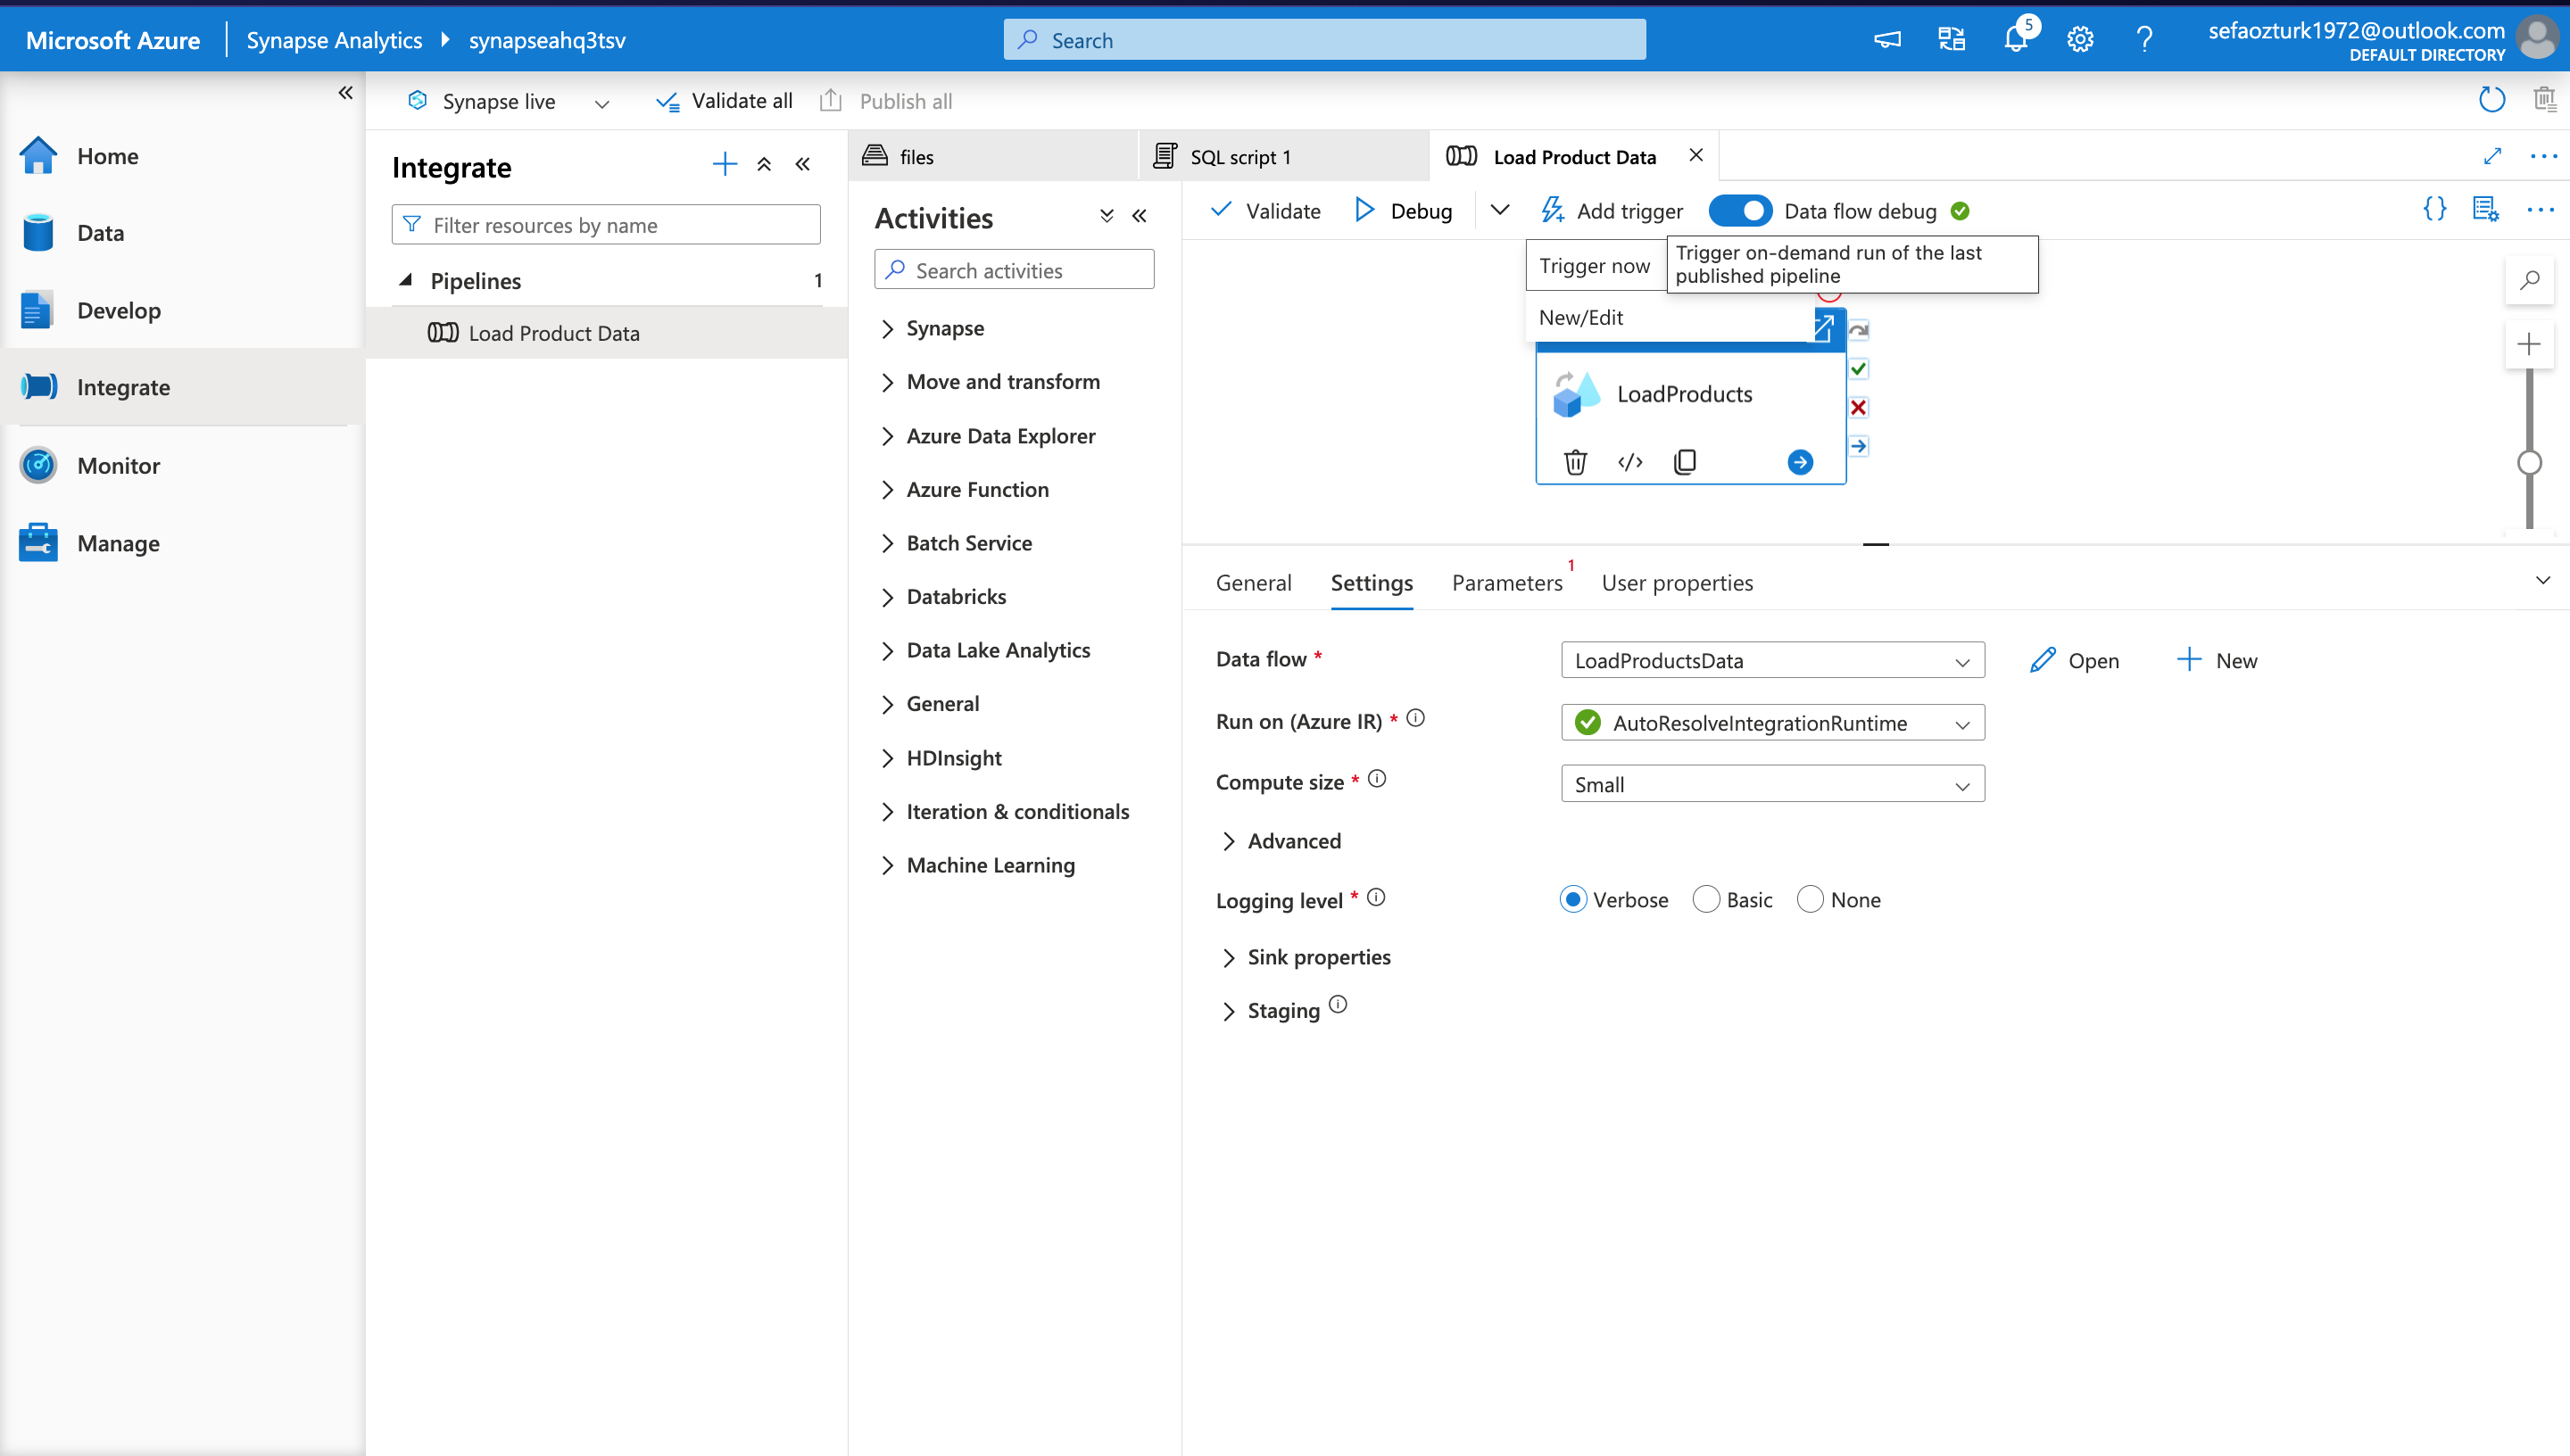 Microsoft Azure
Synapse Analytics
synapseahq3tsv
Search
5
sefaozturk1972@outlook.com
DEFAULT DIRECTORY
Synapse live
Validate all
Publish all
Home
Data
Develop
Integrate
Monitor
Manage
Integrate
Filter resources by name
Pipelines
1
Load Product Data
files
SQL script 1
Load Product Data
Activities
Search activities
Synapse
Move and transform
Azure Data Explorer
Azure Function
Batch Service
Databricks
Data Lake Analytics
General
HDInsight
Iteration & conditionals
Machine Learning
Validate
Debug
Add trigger
Data flow debug
Trigger now
Trigger on-demand run of the last
published pipeline
New/Edit
LoadProducts
General
Settings
Parameters
1
User properties
Data flow *
LoadProductsData
Open
New
Run on (Azure IR) *
AutoResolveIntegrationRuntime
Compute size *
Small
Advanced
Logging level *
Verbose
Basic
None
Sink properties
Staging